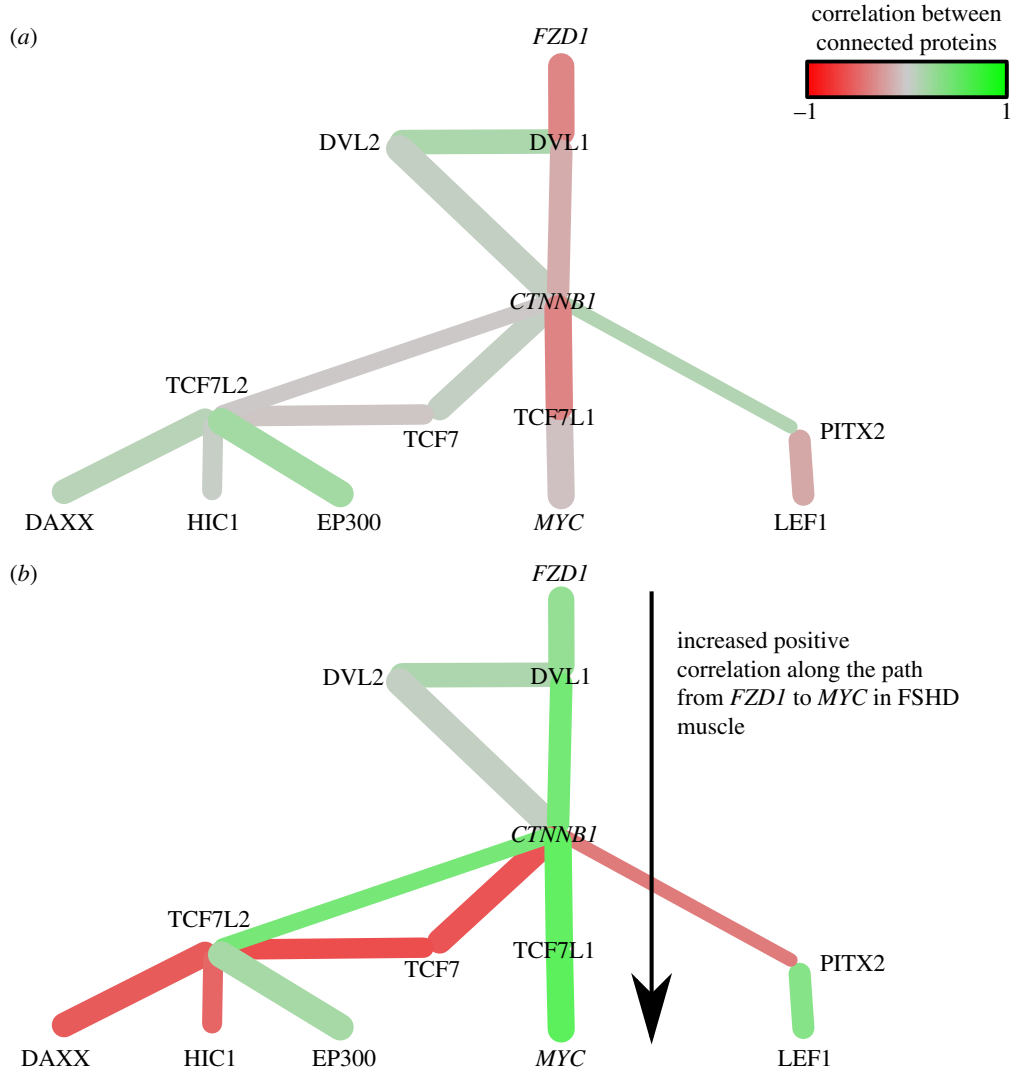 (a)
FZD1
correlation between
connected proteins
–1
1
DVL2
DVL1
CTNNB1
TCF7L2
TCF7
TCF7L1
PITX2
DAXX
HIC1
EP300
MYC
LEF1
(b)
FZD1
increased positive
correlation along the path
from FZD1 to MYC in FSHD
muscle
DVL2
DVL1
CTNNB1
TCF7L2
TCF7
TCF7L1
PITX2
DAXX
HIC1
EP300
MYC
LEF1